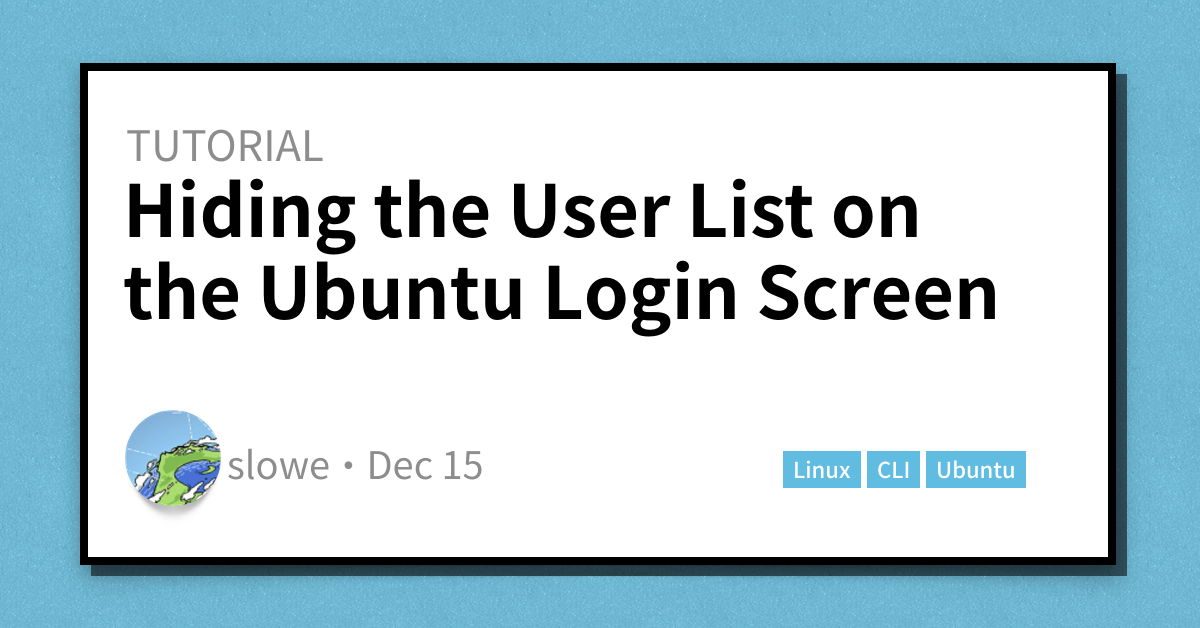 TUTORIAL
Hiding the User List on
the Ubuntu Login Screen
slowe • Dec 15
Linux CLI Ubuntu